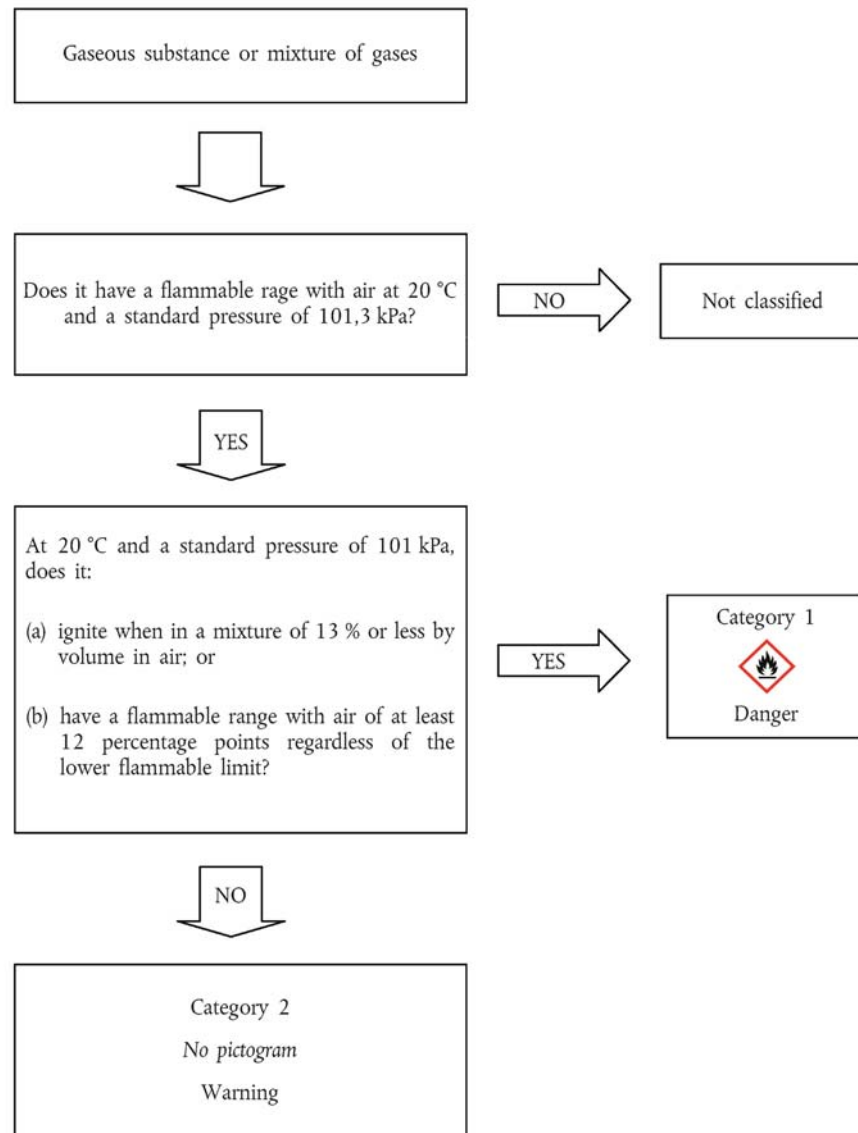 Gaseous substance or mixture of gases
Does it have a flammable rage with air at 20 °C
and a standard pressure of 101,3 kPa?
NO
Not classified
YES
At 20 °C and a standard pressure of 101 kPa,
does it:
(a) ignite when in a mixture of 13 % or less by
volume in air; or
(b) have a flammable range with air of at least
12 percentage points regardless of the
lower flammable limit?
YES
Category 1
Danger
NO
Category 2
No pictogram
Warning